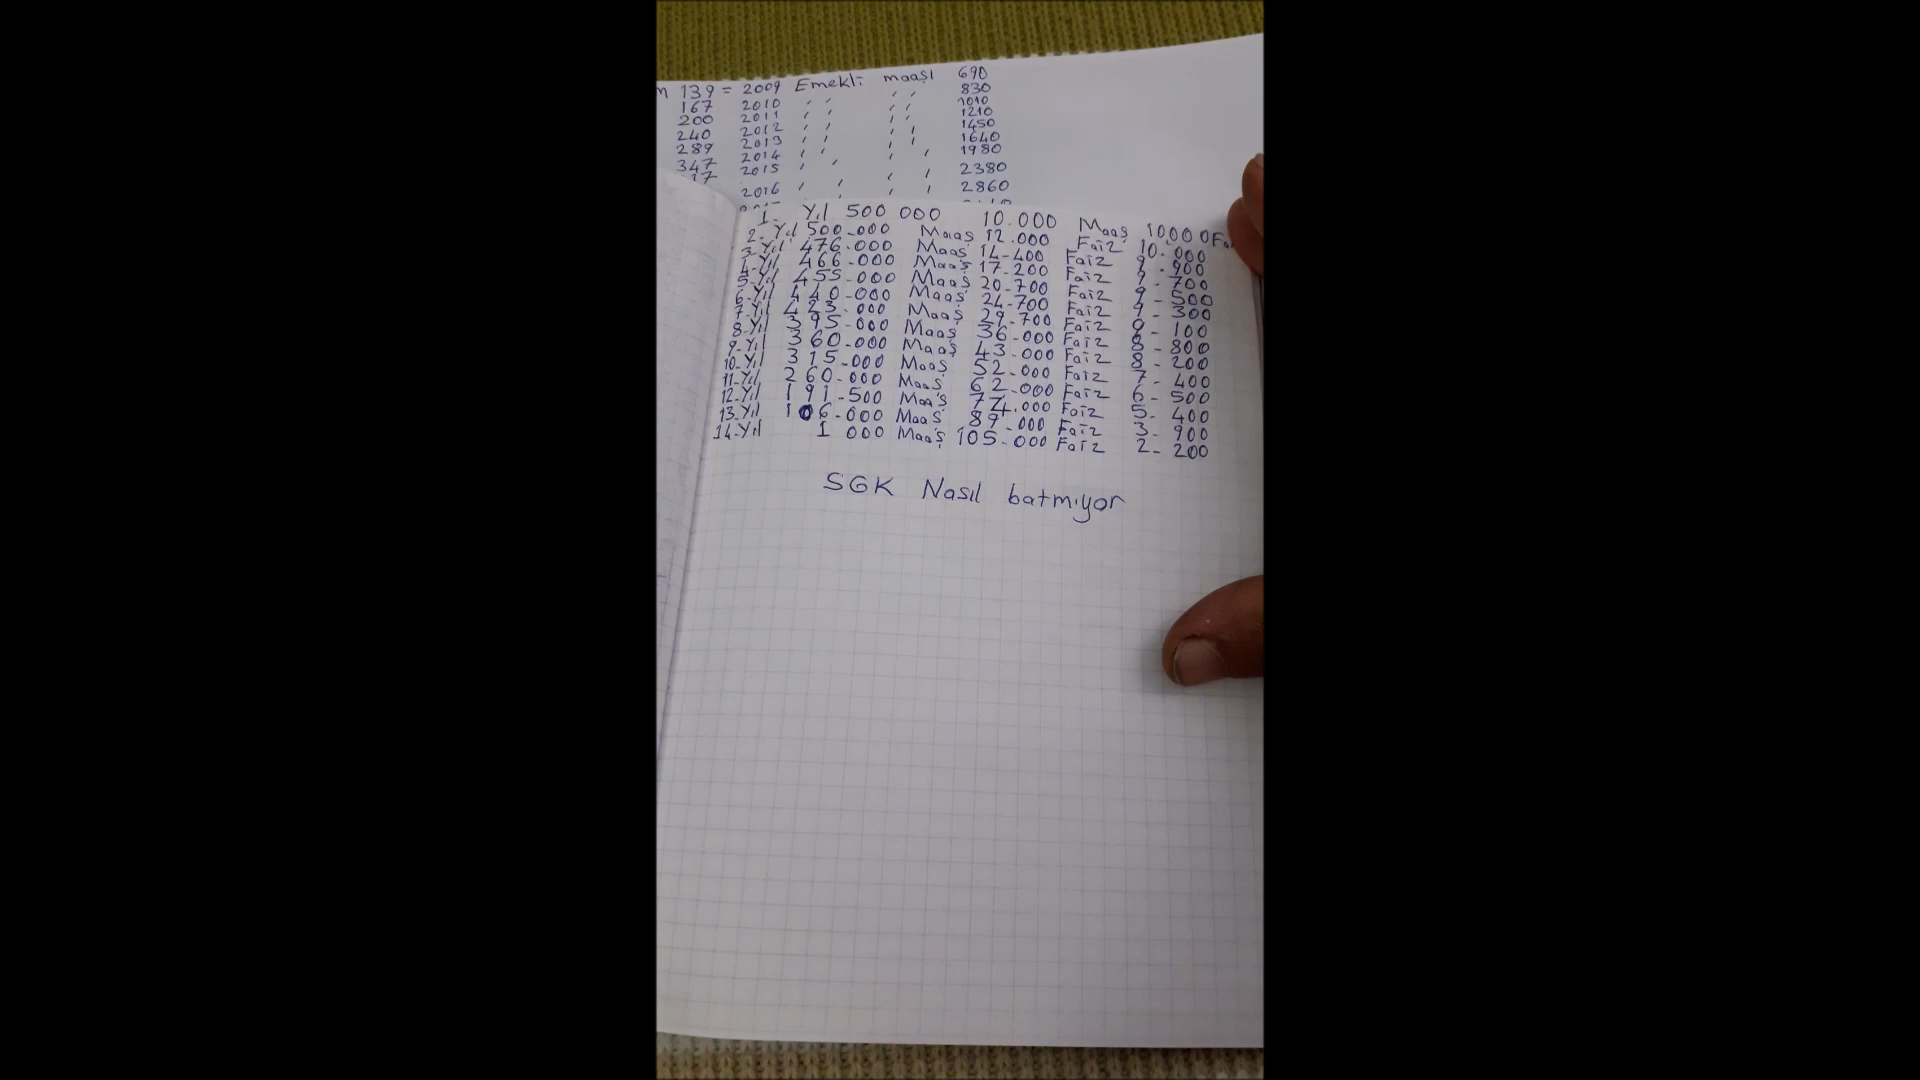 139 = 2009 Emekli maaşı 690
167 2010 ,, ,, 830
200 2011 ,, ,, 1010
240 2012 ,, ,, 1210
289 2013 ,, ,, 1450
347 2014 ,, ,, 1640
17 2015 ,, ,, 1980
2380
2016 ,, ,, 2860
1- Yıl 500 000 10.000 Maaş 10.000 Fa
2-Yıl 500-000 Maaş 12.000 Faiz 10.000
3-Yıl 476.000 Maaş 14-400 Faiz 9.900
4-Yıl 466-000 Maaş 17-200 Faiz 9-700
5-Yıl 455-000 Maaş 20-700 Faiz 9-500
6-Yıl 440-000 Maaş 24-700 Faiz 9-300
7-Yıl 423.000 Maaş 29-700 Faiz 9-100
8-Yıl 395-000 Maaş 36-000 Faiz 8-800
9-Yıl 360-000 Maaş 43-000 Faiz 8-200
10-Yıl 315-000 Maaş 52-000 Faiz 7-400
11-Yıl 260-000 Maaş 62-000 Faiz 6-500
12-Yıl 191-500 Maaş 74.000 Faiz 5-400
13-Yıl 106-000 Maaş 89-000 Faiz 3-900
14-Yıl 1 000 Maaş 105-000 Faiz 2-200
SGK Nasıl batmıyor